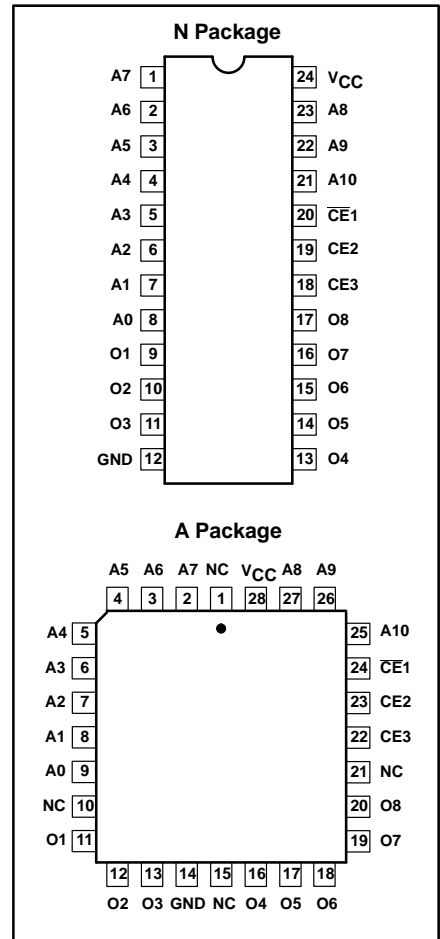 N Package
A7 1 24 VCC
A6 2 23 A8
A5 3 22 A9
A4 4 21 A10
A3 5 20 C̅E̅1
A2 6 19 CE2
A1 7 18 CE3
A0 8 17 O8
O1 9 16 O7
O2 10 15 O6
O3 11 14 O5
GND 12 13 O4
A Package
A5 A6 A7 NC VCC A8 A9
4 3 2 1 28 27 26
A4 5 25 A10
A3 6 24 C̅E̅1
A2 7 23 CE2
A1 8 22 CE3
A0 9 21 NC
NC 10 20 O8
O1 11 19 O7
12 13 14 15 16 17 18
O2 O3 GND NC O4 O5 O6